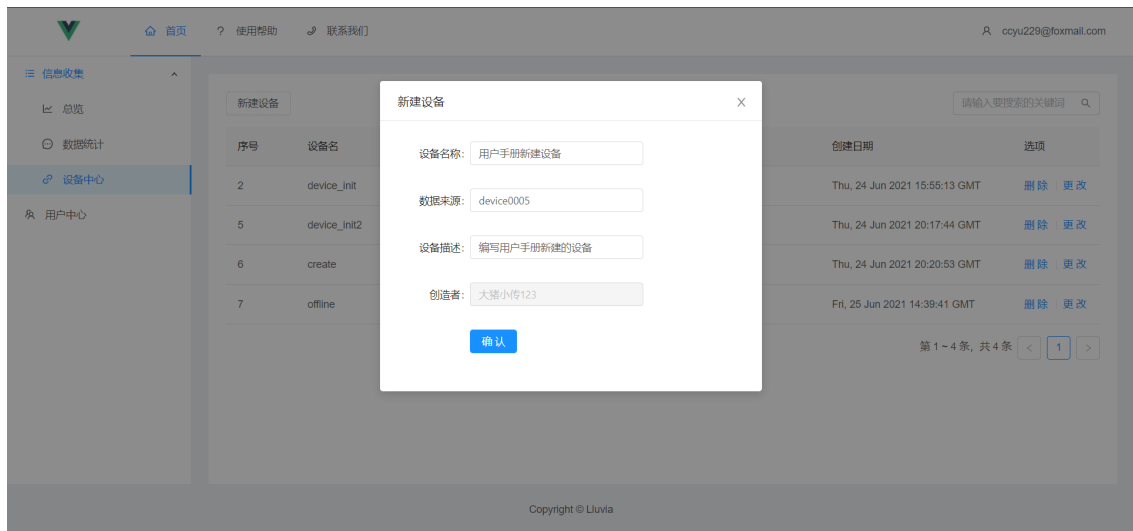 首页 ? 使用帮助 联系我们 ccyu229@foxmail.com
信息收集
总览
数据统计
设备中心
用户中心
新建设备 请输入要搜索的关键词
序号 设备名 创建日期 选项
2 device_init Thu, 24 Jun 2021 15:55:13 GMT 删除 更改
5 device_init2 Thu, 24 Jun 2021 20:17:44 GMT 删除 更改
6 create Thu, 24 Jun 2021 20:20:53 GMT 删除 更改
7 offline Fri, 25 Jun 2021 14:39:41 GMT 删除 更改
第 1 ~ 4 条, 共 4 条 < 1 >
新建设备 X
设备名称: 用户手册新建设备
数据来源: device0005
设备描述: 编写用户手册新建的设备
创造者: 大猪小传123
确 认
Copyright © Lluvia